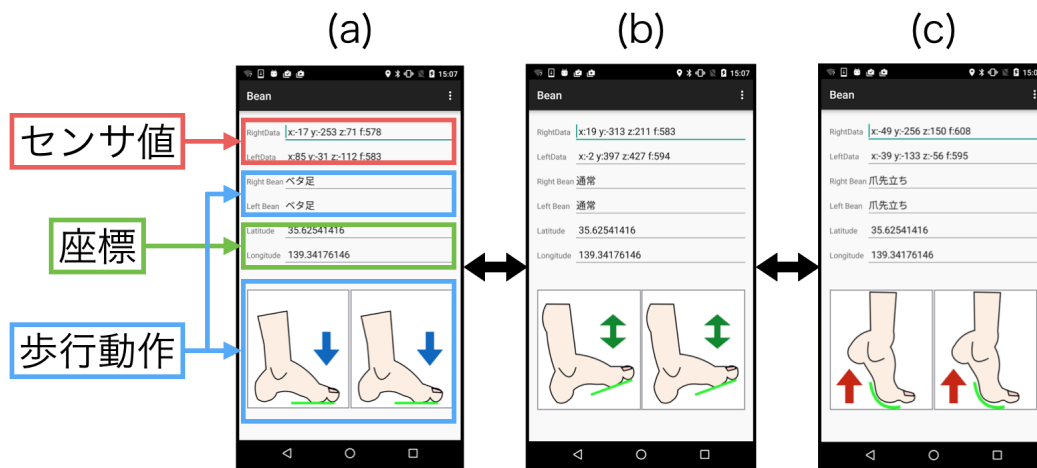 (a)
(b)
(c)
センサ値
座標
歩行動作
15:07
Bean
RightData x:-17 y:-253 z:71 f:578
LeftData x:85 y:-31 z:-112 f:583
Right Bean ベタ足
Left Bean ベタ足
Latitude 35.62541416
Longitude 139.34176146
15:07
Bean
RightData x:19 y:-313 z:211 f:583
LeftData x:-2 y:397 z:427 f:594
Right Bean 通常
Left Bean 通常
Latitude 35.62541416
Longitude 139.34176146
15:0
Bean
RightData x:-49 y:-256 z:150 f:608
LeftData x:-39 y:-133 z:-56 f:595
Right Bean 爪先立ち
Left Bean 爪先立ち
Latitude 35.62541416
Longitude 139.34176146